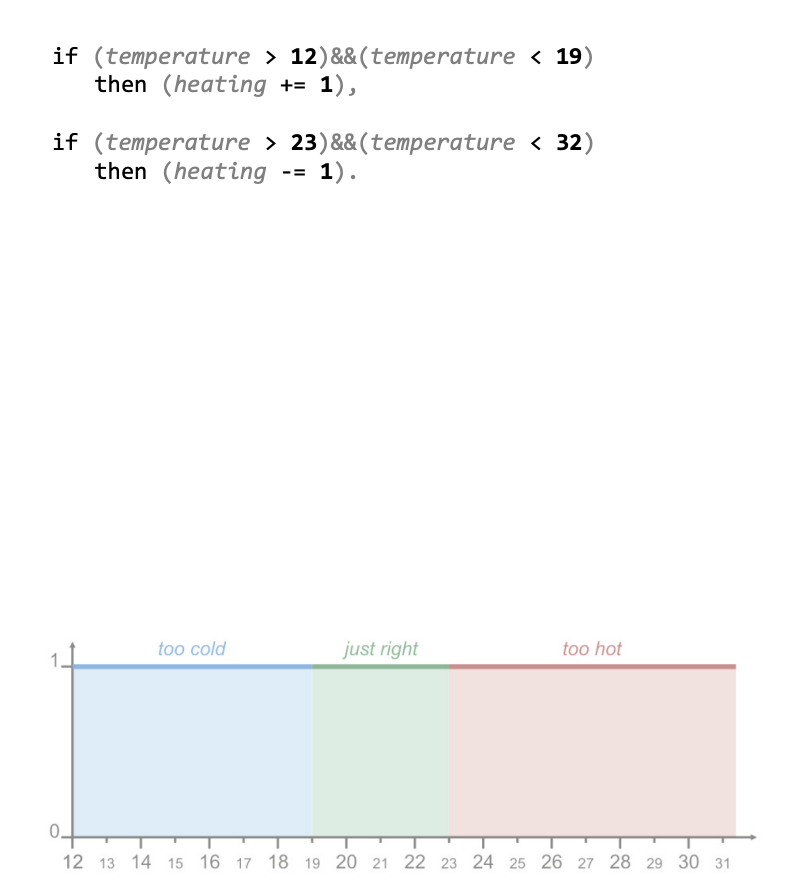 if (temperature > 12)&&(temperature < 19)
then (heating += 1),
if (temperature > 23)&&(temperature < 32)
then (heating -= 1).
too cold just right too hot
1
0
12 13 14 15 16 17 18 19 20 21 22 23 24 25 26 27 28 29 30 31